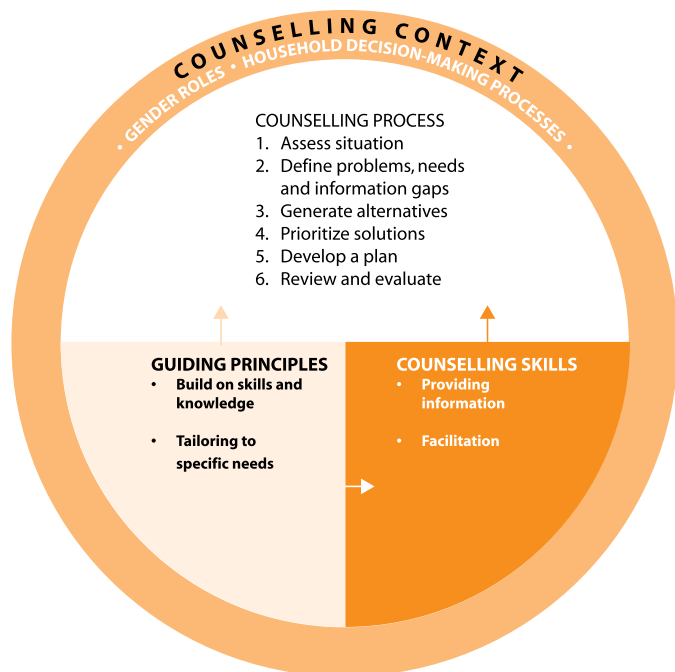 COUNSELLING CONTEXT
• GENDER ROLES • HOUSEHOLD DECISION-MAKING PROCESSES •
COUNSELLING PROCESS
1. Assess situation
2. Define problems, needs
and information gaps
3. Generate alternatives
4. Prioritize solutions
5. Develop a plan
6. Review and evaluate
GUIDING PRINCIPLES
• Build on skills and
knowledge
• Tailoring to
specific needs
COUNSELLING SKILLS
• Providing
information
• Facilitation